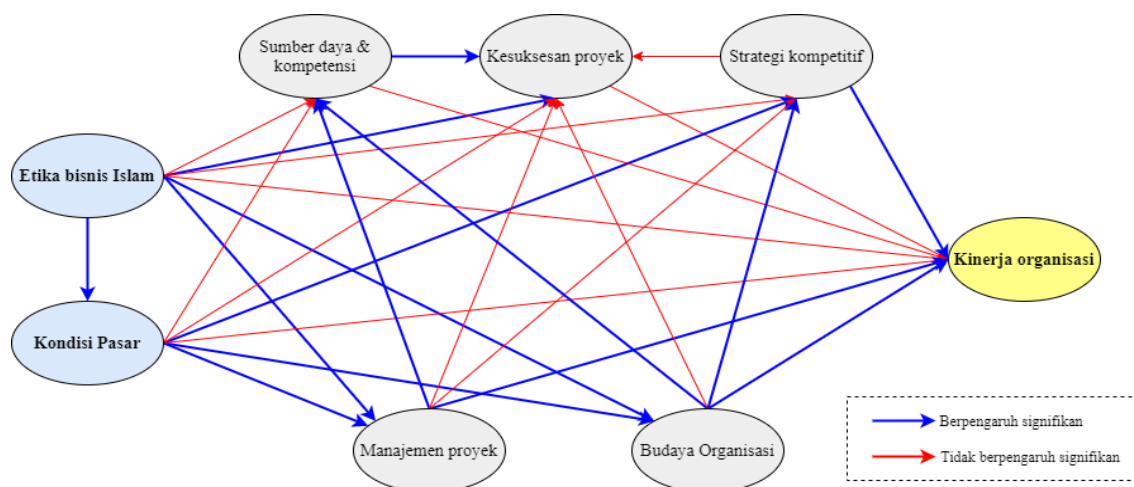 Sumber daya &
kompetensi
Kesuksesan proyek
Strategi kompetitif
Etika bisnis Islam
Kinerja organisasi
Kondisi Pasar
Manajemen proyek
Budaya Organisasi
Berpengaruh signifikan
Tidak berpengaruh signifikan